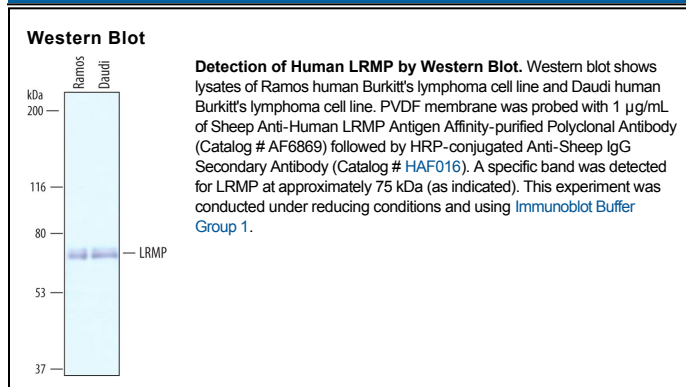 Western Blot
Ramos
Daudi
kDa
200
116
80
LRMP
53
37
Detection of Human LRMP by Western Blot. Western blot shows
lysates of Ramos human Burkitt's lymphoma cell line and Daudi human
Burkitt's lymphoma cell line. PVDF membrane was probed with 1 µg/mL
of Sheep Anti-Human LRMP Antigen Affinity-purified Polyclonal Antibody
(Catalog # AF6869) followed by HRP-conjugated Anti-Sheep IgG
Secondary Antibody (Catalog # HAF016). A specific band was detected
for LRMP at approximately 75 kDa (as indicated). This experiment was
conducted under reducing conditions and using Immunoblot Buffer
Group 1.